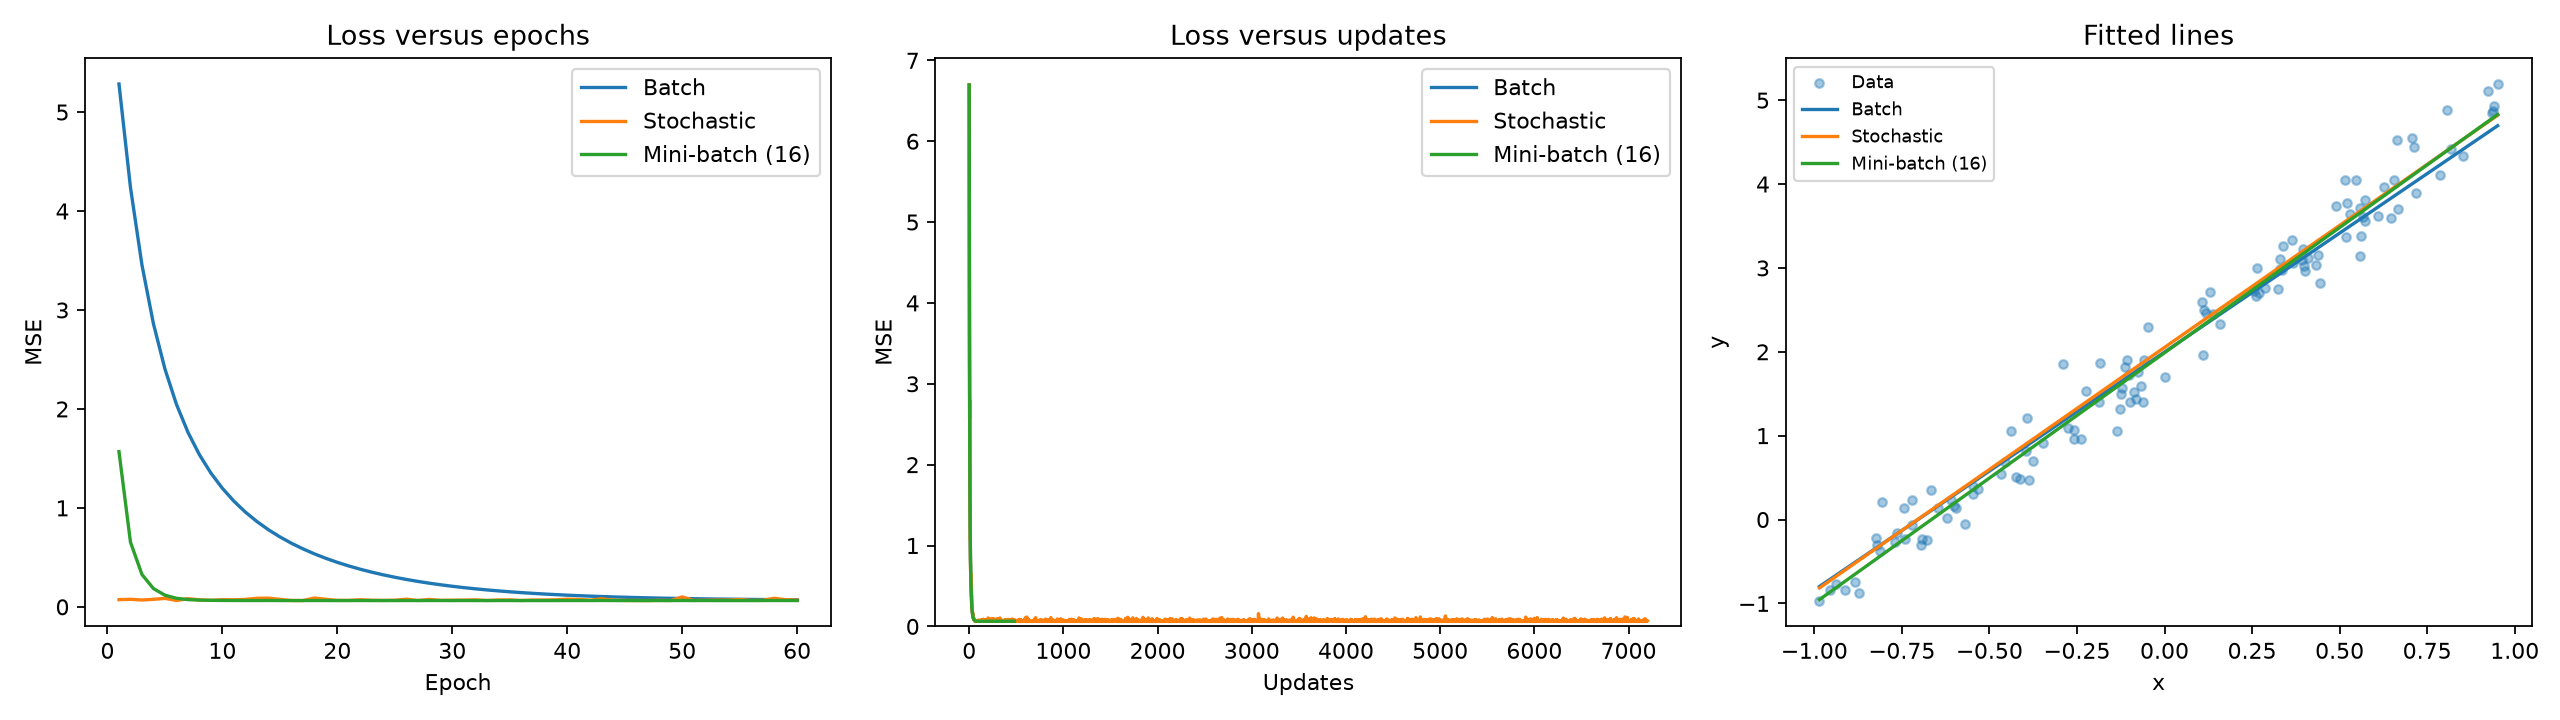 Loss versus epochs
MSE
5
4
3
2
1
0
Batch
Stochastic
Mini-batch (16)
0 10 20 30 40 50 60
Epoch
Loss versus updates
MSE
7
6
5
4
3
2
1
0
Batch
Stochastic
Mini-batch (16)
0 1000 2000 3000 4000 5000 6000 7000
Updates
Fitted lines
y
5
4
3
2
1
0
−1
Data
Batch
Stochastic
Mini-batch (16)
−1.00 −0.75 −0.50 −0.25 0.00 0.25 0.50 0.75 1.00
x